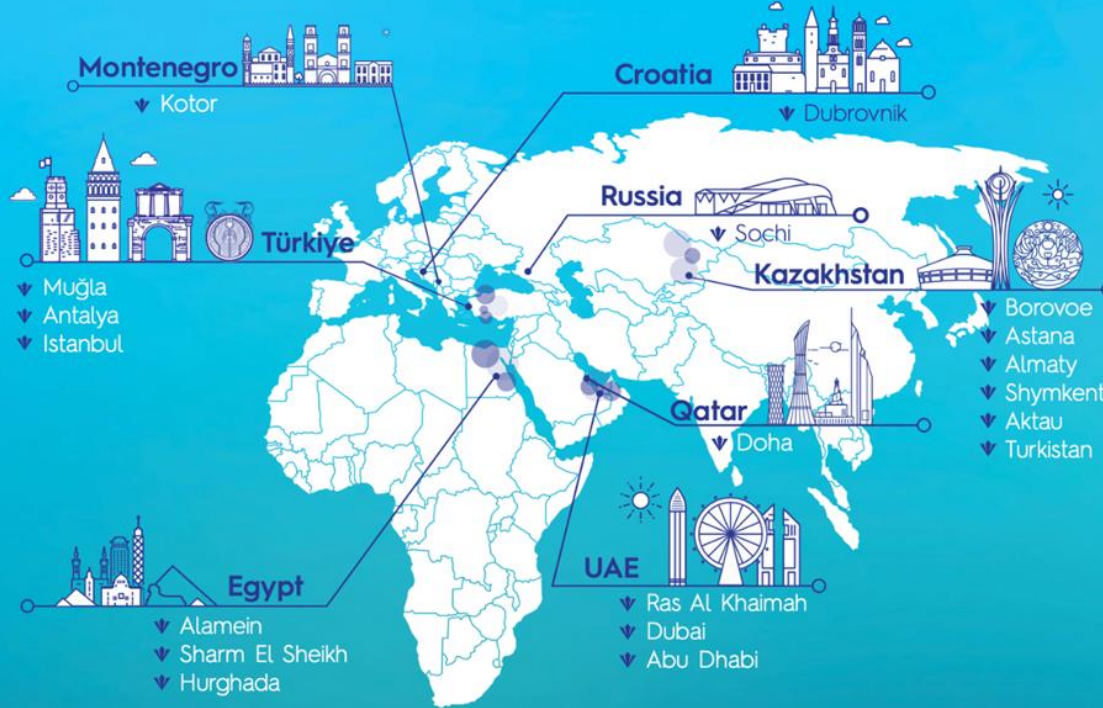 Montenegro
Kotor
Croatia
Dubrovnik
Türkiye
Muğla
Antalya
Istanbul
Russia
Sochi
Kazakhstan
Borovoe
Astana
Almaty
Shymkent
Aktau
Turkistan
Qatar
Doha
Egypt
Alamein
Sharm El Sheikh
Hurghada
UAE
Ras Al Khaimah
Dubai
Abu Dhabi